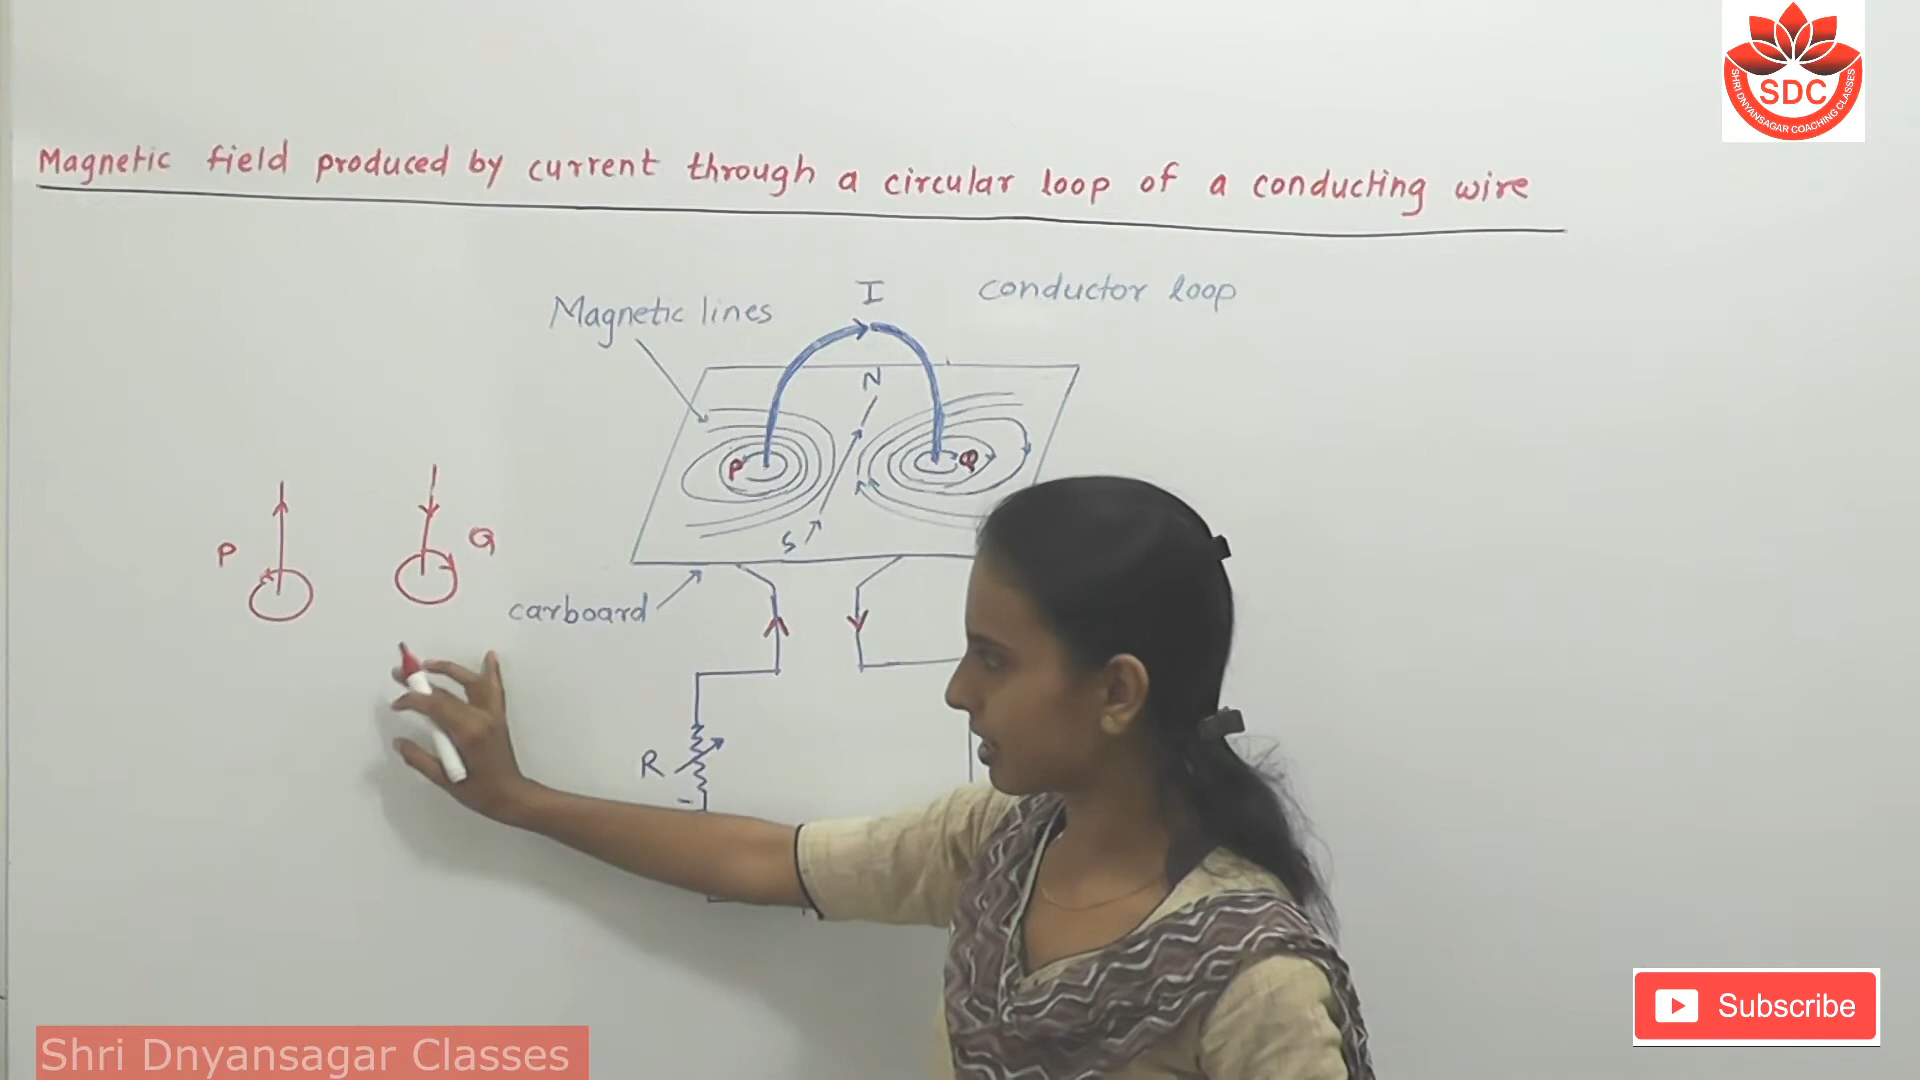 SDC
SHRI DNYANSAGAR COACHING CLASSES
Magnetic field produced by current through a circular loop of a conducting wire
I
conductor loop
Magnetic lines
N
P
Q
S
P
Q
carboard
R
Subscribe
Shri Dnyansagar Classes